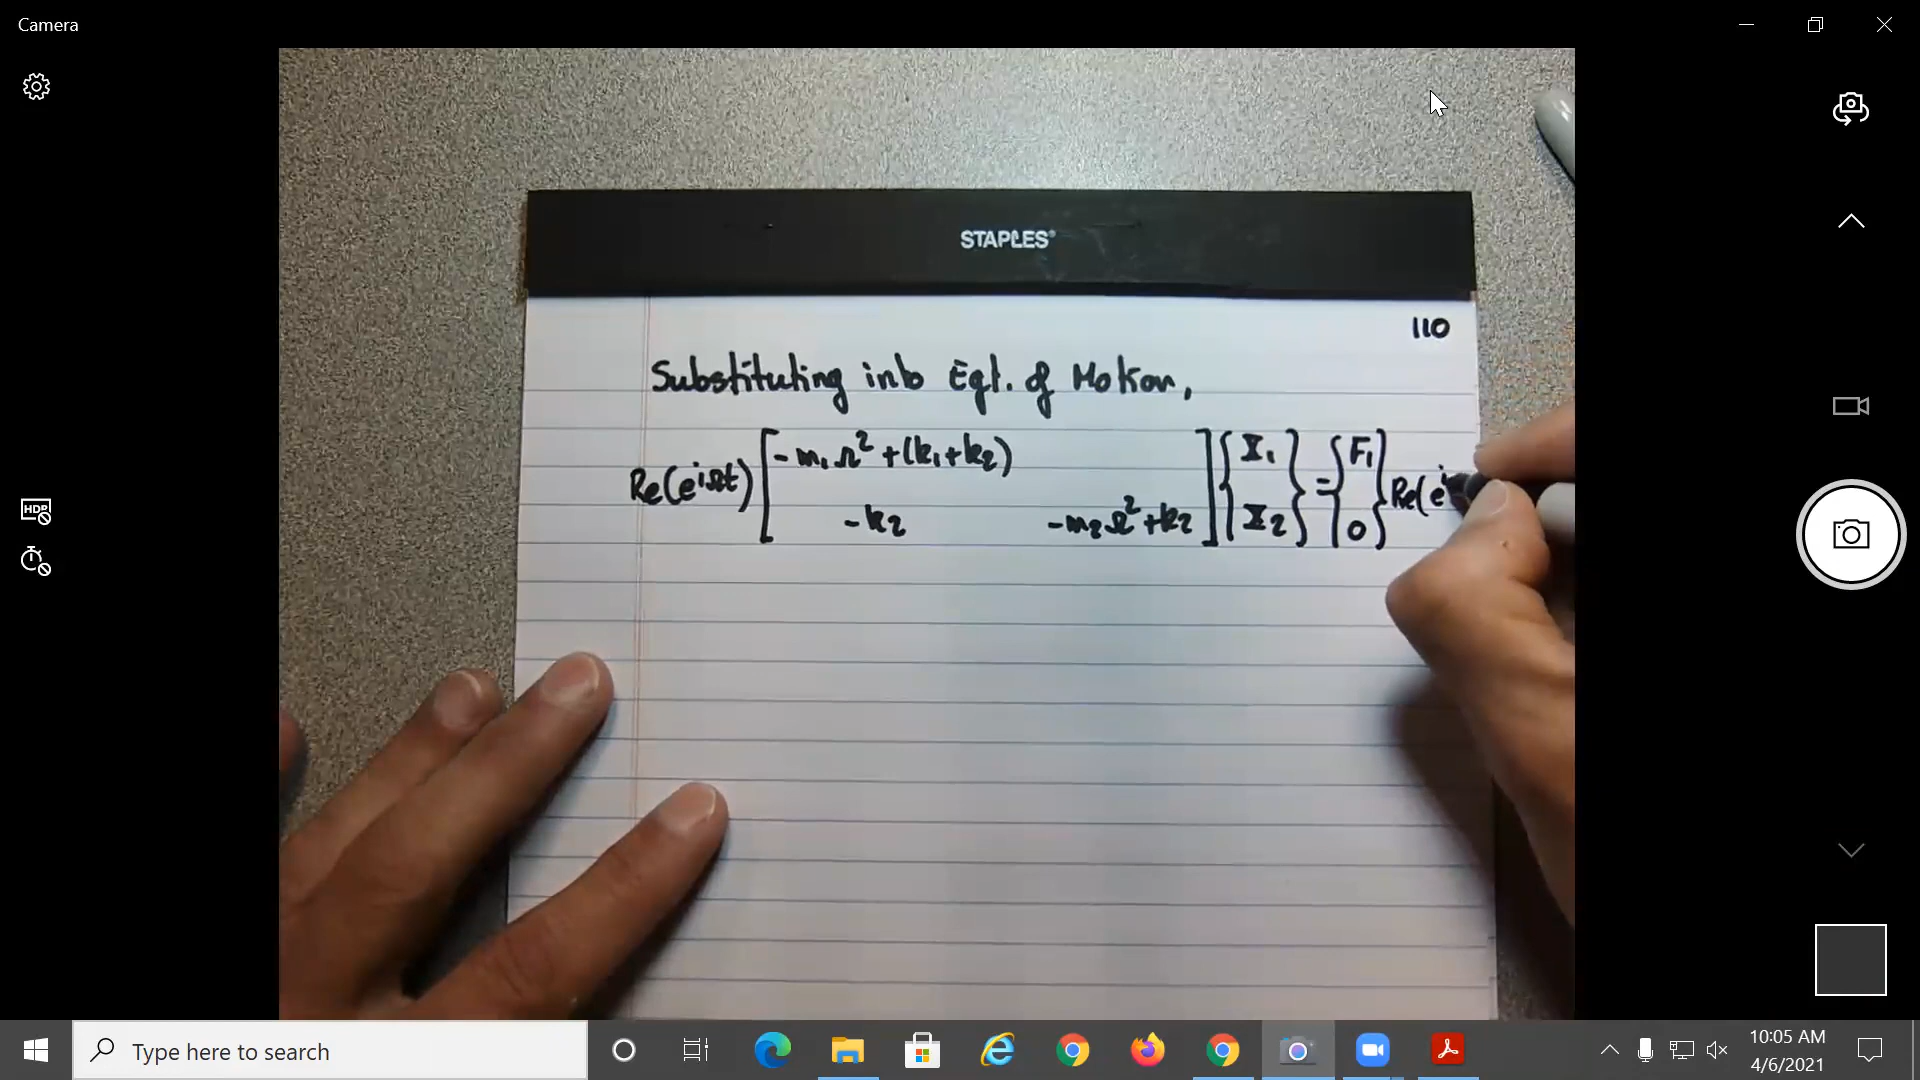 Camera
STAPLES®
110
Substituting into Eqt. of Motion,
Re(e^{iΩt}) [ -m₁Ω² + (k₁+k₂)
-k₂ -m₂Ω²+k₂ ] { X₁ X₂ } = { F₁ 0 } Re(e^i
HDR
Type here to search
10:05 AM
4/6/2021